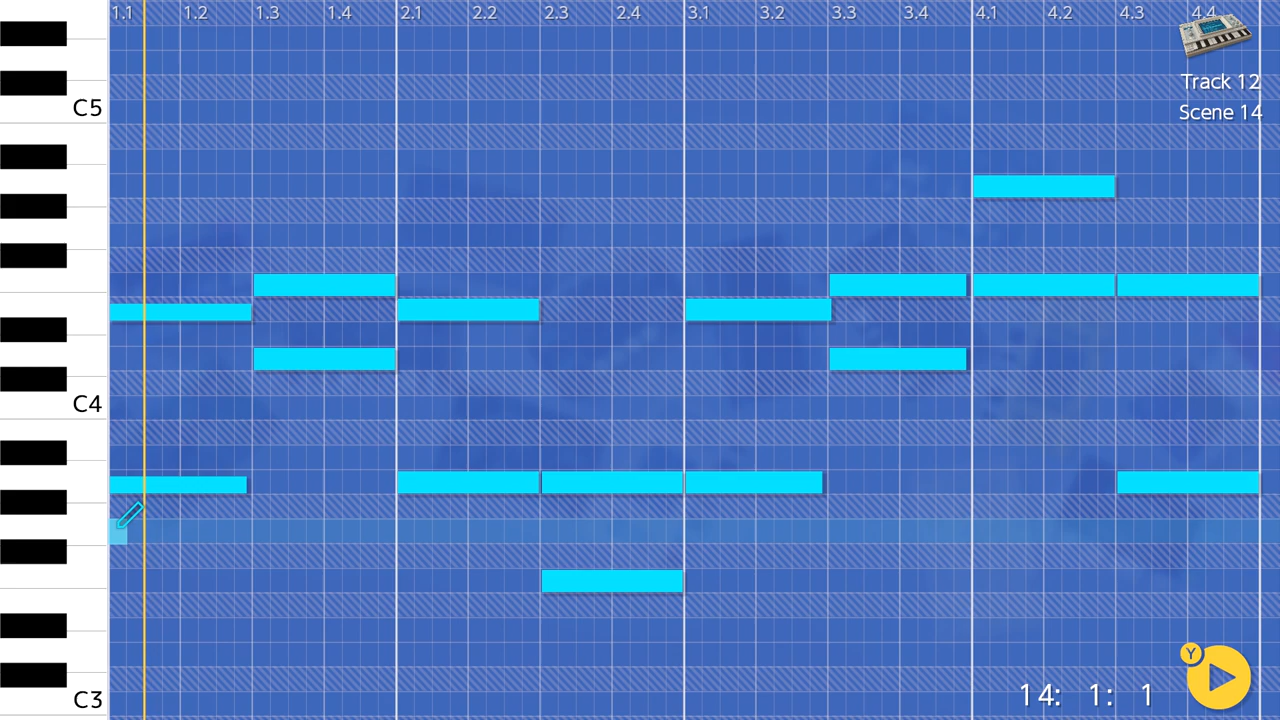 1.1 1.2 1.3 1.4 2.1 2.2 2.3 2.4 3.1 3.2 3.3 3.4 4.1 4.2 4.3 4.4
Track 12
C5
Scene 14
C4
Y
14: 1: 1
C3